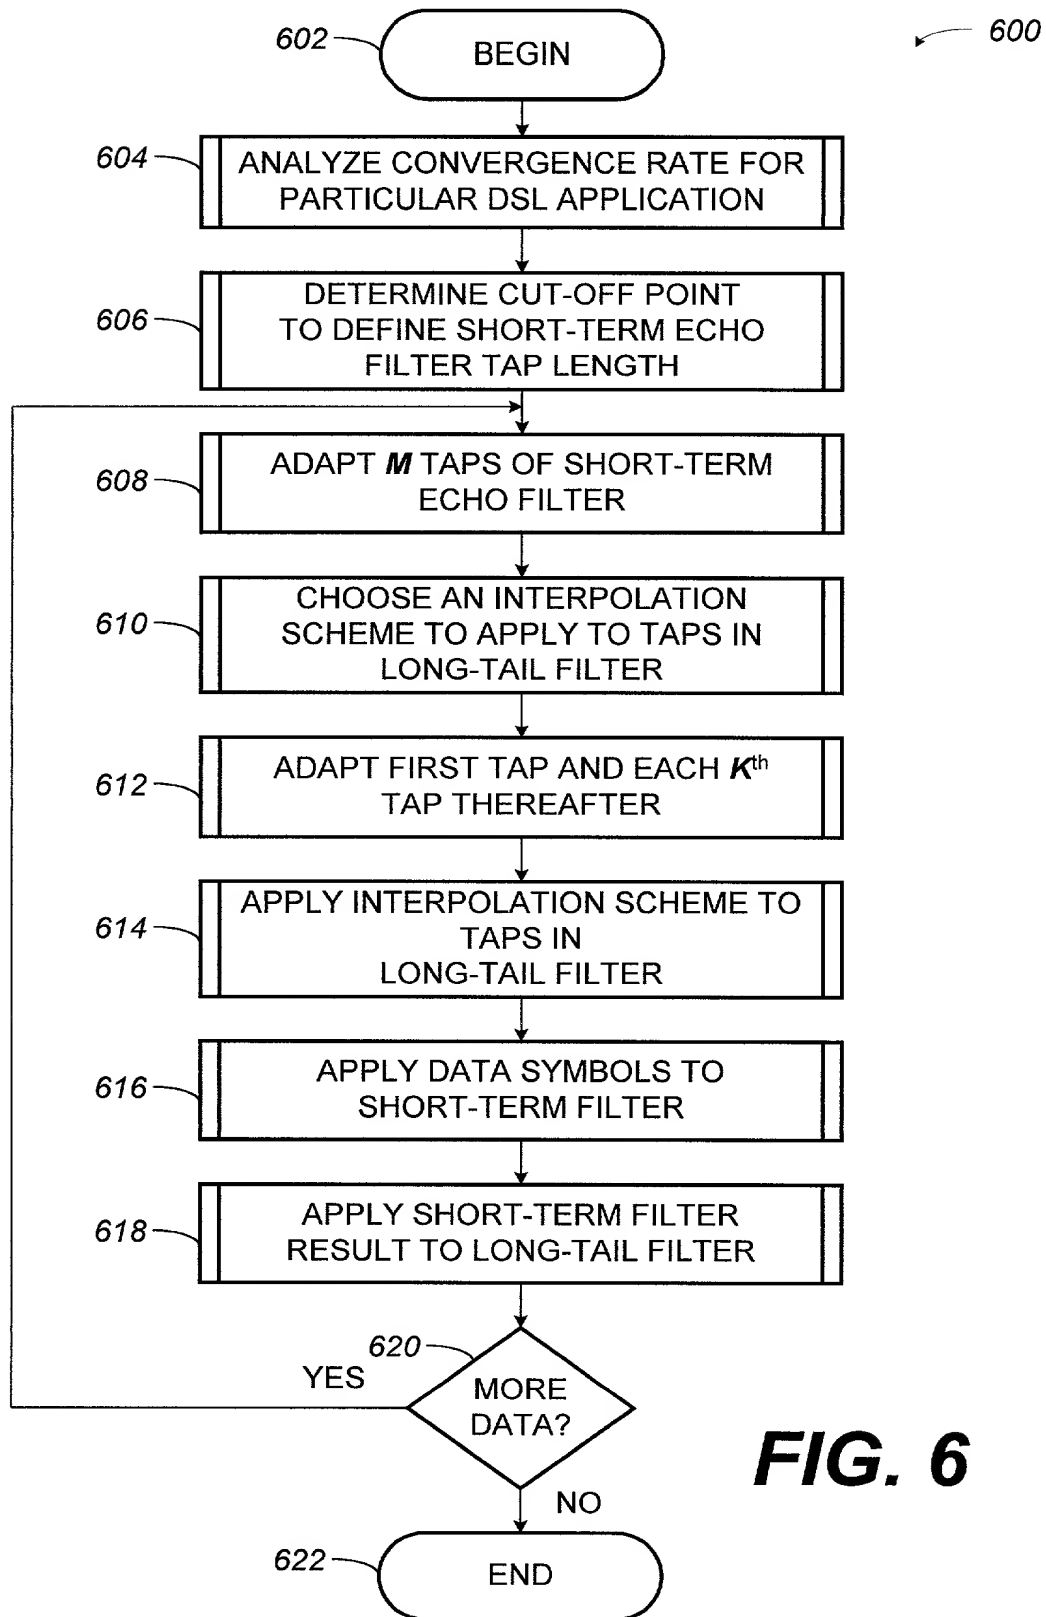 600
602
BEGIN
604
ANALYZE CONVERGENCE RATE FOR
PARTICULAR DSL APPLICATION
606
DETERMINE CUT-OFF POINT
TO DEFINE SHORT-TERM ECHO
FILTER TAP LENGTH
608
ADAPT M TAPS OF SHORT-TERM
ECHO FILTER
610
CHOOSE AN INTERPOLATION
SCHEME TO APPLY TO TAPS IN
LONG-TAIL FILTER
612
ADAPT FIRST TAP AND EACH Kth
TAP THEREAFTER
614
APPLY INTERPOLATION SCHEME TO
TAPS IN
LONG-TAIL FILTER
616
APPLY DATA SYMBOLS TO
SHORT-TERM FILTER
618
APPLY SHORT-TERM FILTER
RESULT TO LONG-TAIL FILTER
620
YES
MORE
DATA?
NO
622
END
FIG. 6